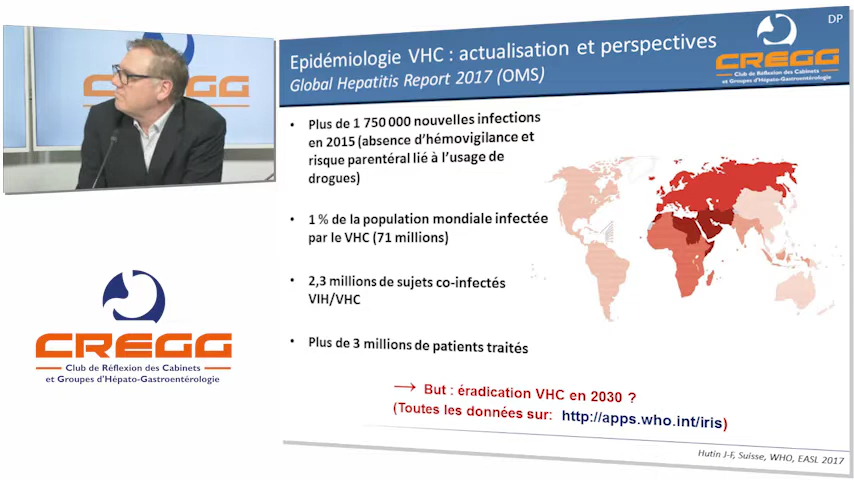 CREGG
DP
Epidémiologie VHC : actualisation et perspectives
Global Hepatitis Report 2017 (OMS)
CREGG
Club de Réflexion des Cabinets
et Groupes d'Hépato-Gastroentérologie
• Plus de 1 750 000 nouvelles infections
en 2015 (absence d'hémovigilance et
risque parentéral lié à l'usage de
drogues)
• 1 % de la population mondiale infectée
par le VHC (71 millions)
• 2,3 millions de sujets co-infectés
VIH/VHC
• Plus de 3 millions de patients traités
→ But : éradication VHC en 2030 ?
(Toutes les données sur: http://apps.who.int/iris)
Hutin J-F, Suisse, WHO, EASL 2017
CREGG
Club de Réflexion des Cabinets
et Groupes d'Hépato-Gastroentérologie